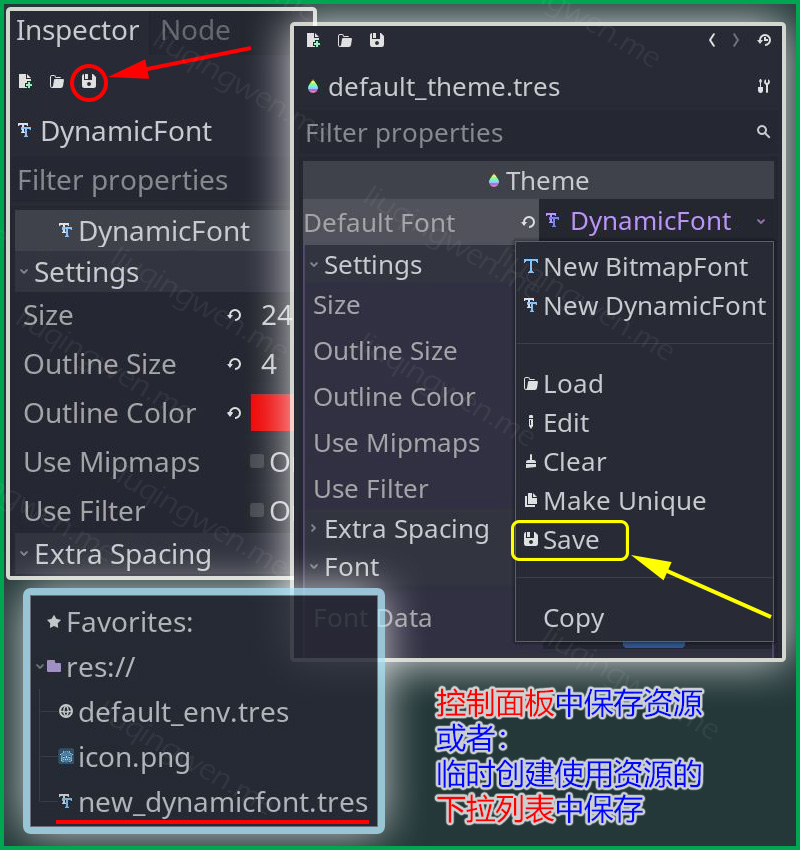 Inspector Node
DynamicFont
Filter properties
DynamicFont
Settings
Size 24
Outline Size 4
Outline Color
Use Mipmaps O
Use Filter O
Extra Spacing
default_theme.tres
Filter properties
Theme
Default Font DynamicFont
Settings
Size
Outline Size
Outline Color
Use Mipmaps
Use Filter
Extra Spacing
Font
Font Data
New BitmapFont
New DynamicFont
Load
Edit
Clear
Make Unique
Save
Copy
Favorites:
res://
default_env.tres
icon.png
new_dynamicfont.tres
控制面板中保存资源
或者：
临时创建使用资源的
下拉列表中保存
liuqingwen.me